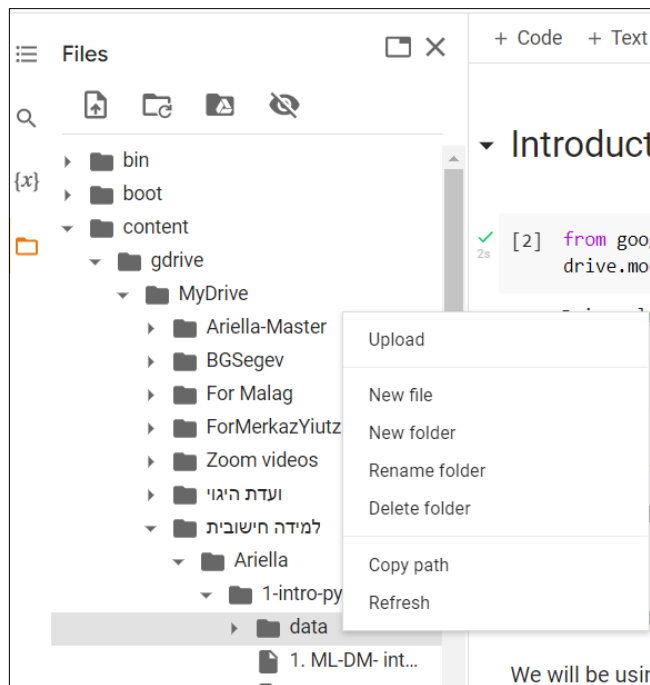 Files
+ Code + Text
{x}
bin
boot
content
gdrive
MyDrive
Ariella-Master
BGSegev
For Malag
ForMerkazYiutz
Zoom videos
ועדת היגוי
למידה חישובית
Ariella
1-intro-py
data
1. ML-DM- int...
Upload
New file
New folder
Rename folder
Delete folder
Copy path
Refresh
Introduct
[2] from goo
drive.mo
2s
We will be usin